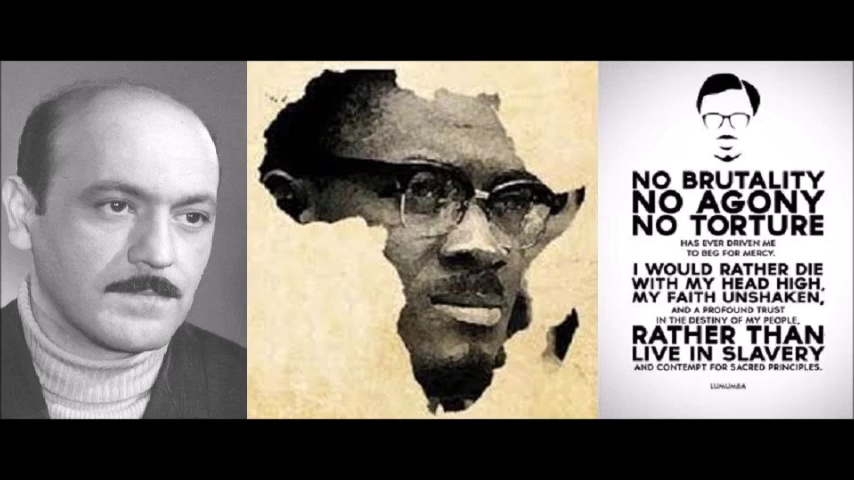 NO BRUTALITY
NO AGONY
NO TORTURE
HAS EVER DRIVEN ME
TO BEG FOR MERCY.
I WOULD RATHER DIE
WITH MY HEAD HIGH,
MY FAITH UNSHAKEN,
AND A PROFOUND TRUST
IN THE DESTINY OF MY PEOPLE,
RATHER THAN
LIVE IN SLAVERY
AND CONTEMPT FOR SACRED PRINCIPLES.
LUMUMBA